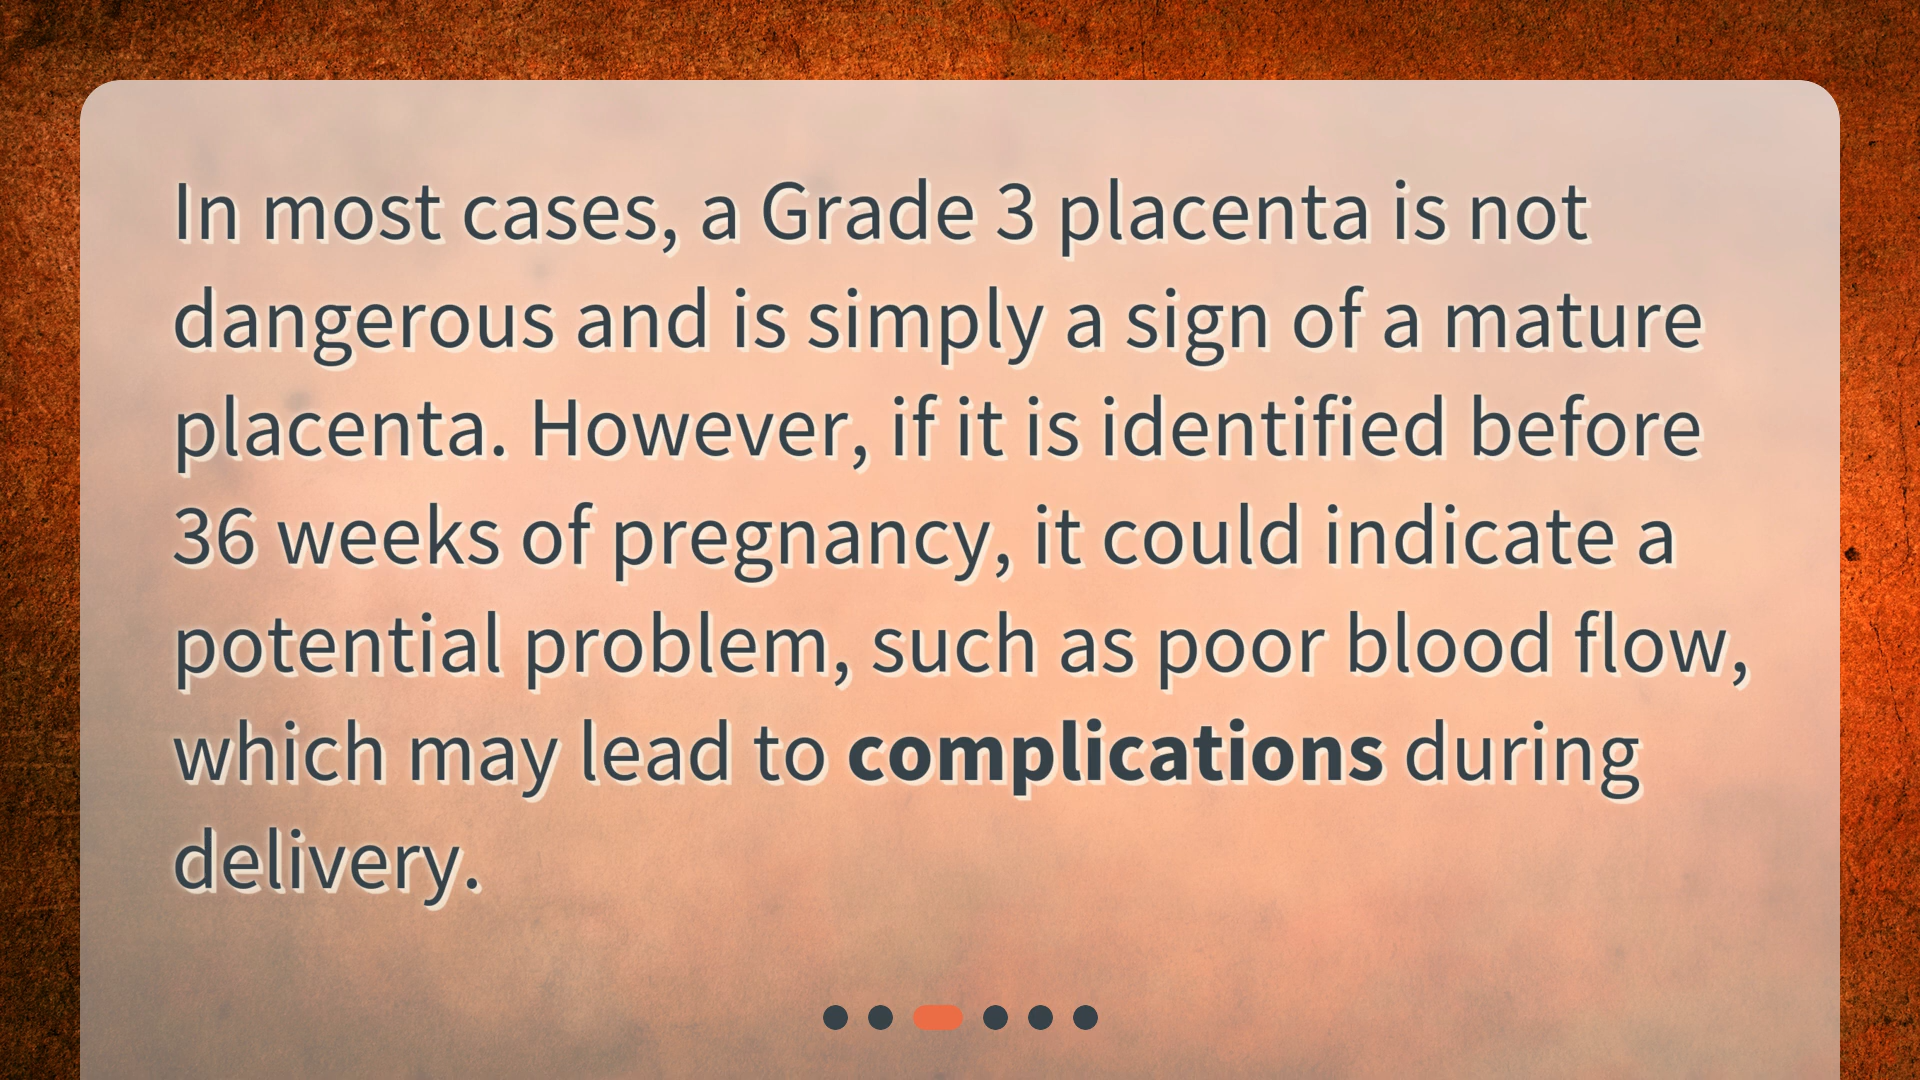 In most cases, a Grade 3 placenta is not
dangerous and is simply a sign of a mature
placenta. However, if it is identified before
36 weeks of pregnancy, it could indicate a
potential problem, such as poor blood flow,
which may lead to complications during
delivery.